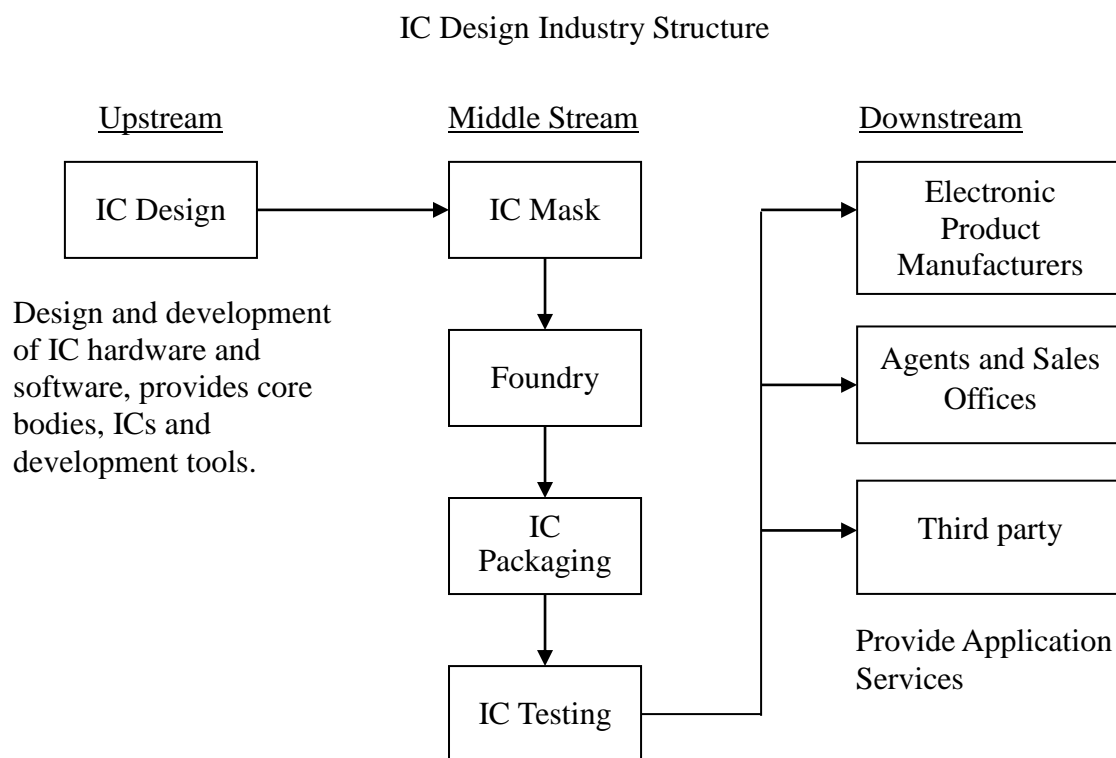 IC Design Industry Structure
Upstream
Middle Stream
Downstream
IC Design
IC Mask
Electronic
Product
Manufacturers
Design and development
of IC hardware and
software, provides core
bodies, ICs and
development tools.
Foundry
Agents and Sales
Offices
IC
Packaging
Third party
Provide Application
Services
IC Testing